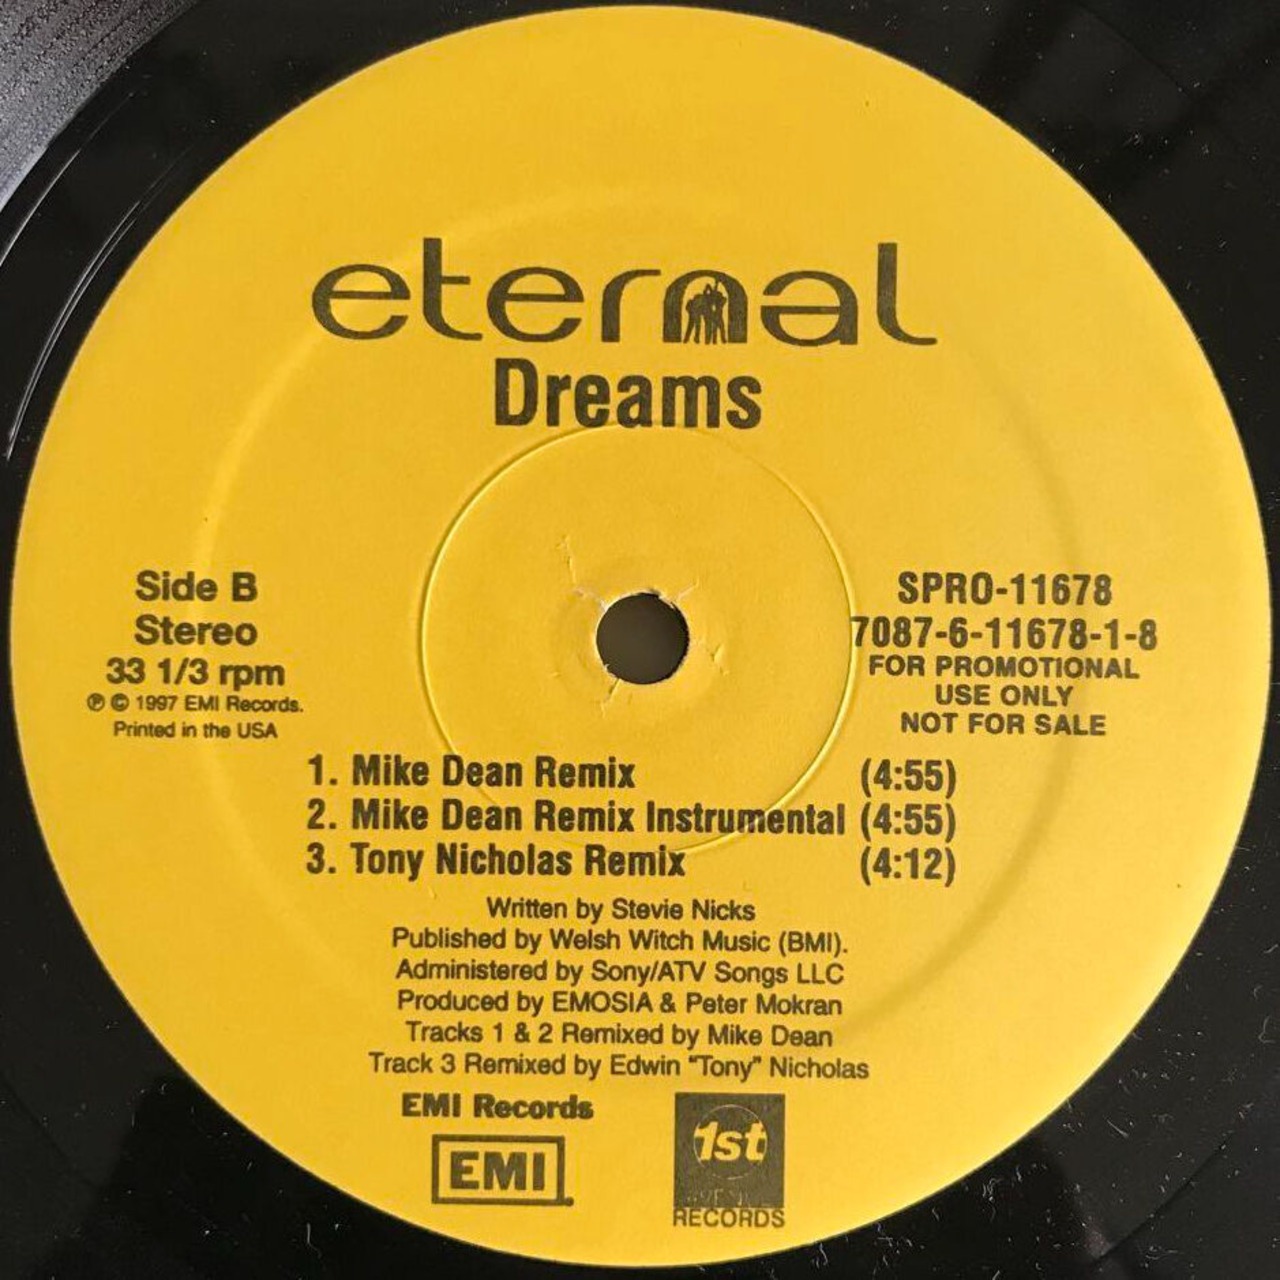 eternal
Dreams
Side B
Stereo
33 1/3 rpm
℗ © 1997 EMI Records.
Printed in the USA
SPRO-11678
7087-6-11678-1-8
FOR PROMOTIONAL
USE ONLY
NOT FOR SALE
1. Mike Dean Remix (4:55)
2. Mike Dean Remix Instrumental (4:55)
3. Tony Nicholas Remix (4:12)
Written by Stevie Nicks
Published by Welsh Witch Music (BMI).
Administered by Sony/ATV Songs LLC
Produced by EMOSIA & Peter Mokran
Tracks 1 & 2 Remixed by Mike Dean
Track 3 Remixed by Edwin "Tony" Nicholas
EMI Records
EMI
1st
RECORDS